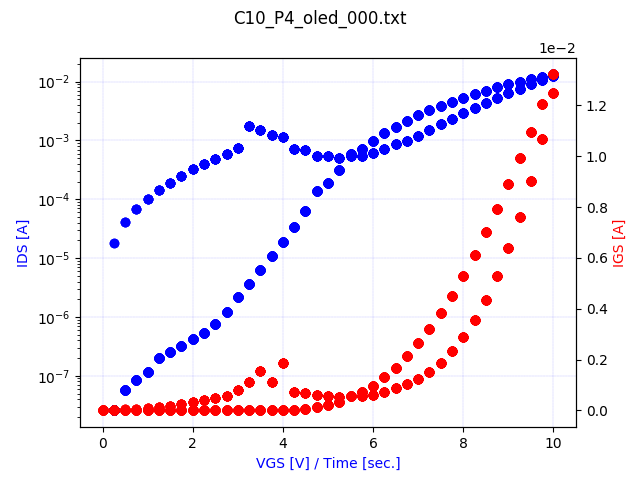 C10_P4_oled_000.txt
1e−2
10⁻²
10⁻³
10⁻⁴
10⁻⁵
10⁻⁶
10⁻⁷
IDS [A]
1.2
1.0
0.8
0.6
0.4
0.2
0.0
IGS [A]
0 2 4 6 8 10
VGS [V] / Time [sec.]